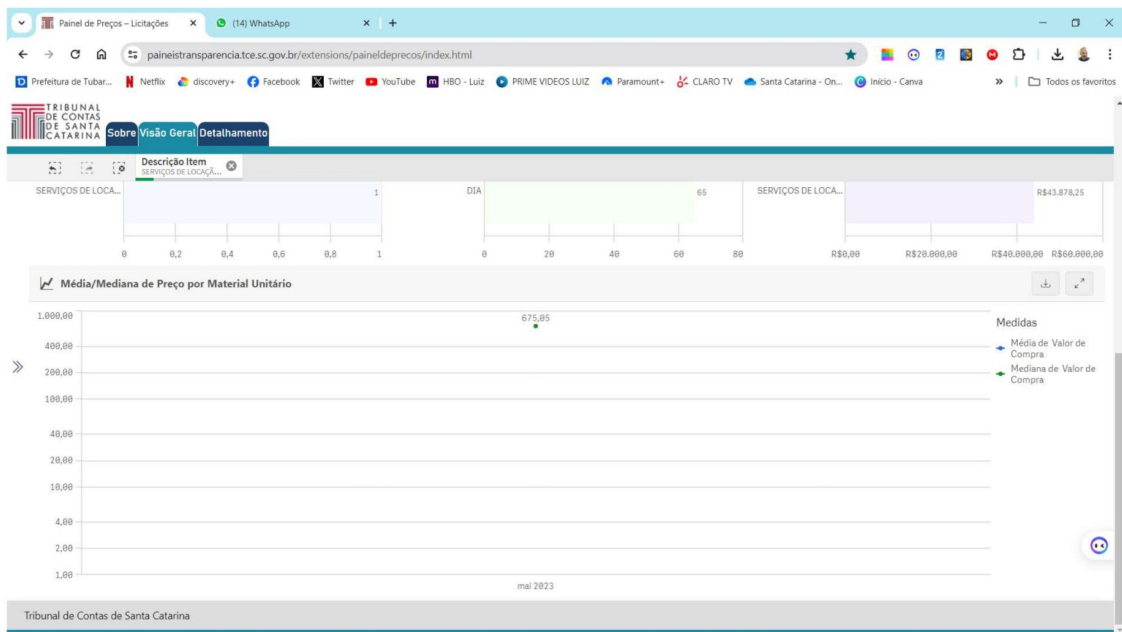 Painel de Preços – Licitações
(14) WhatsApp
paineistransparencia.tce.sc.gov.br/extensions/paineldeprecos/index.html
Prefeitura de Tubar...
Netflix
discovery+
Facebook
Twitter
YouTube
HBO - Luiz
PRIME VIDEOS LUIZ
Paramount+
CLARO TV
Santa Catarina - On...
Início - Canva
Todos os favoritos
TRIBUNAL
DE CONTAS
DE SANTA
CATARINA
Sobre Visão Geral Detalhamento
Descrição Item
SERVIÇOS DE LOCAÇÃ...
SERVIÇOS DE LOCA...
1
0 0,2 0,4 0,6 0,8 1
DIA
65
0 20 40 60 80
SERVIÇOS DE LOCA...
R$43.878,25
R$0,00 R$20.000,00 R$40.000,00 R$60.000,00
Média/Mediana de Preço por Material Unitário
1.000,00
400,00
200,00
100,00
40,00
20,00
10,00
4,00
2,00
1,00
675,05
mai 2023
Medidas
Média de Valor de
Compra
Mediana de Valor de
Compra
Tribunal de Contas de Santa Catarina